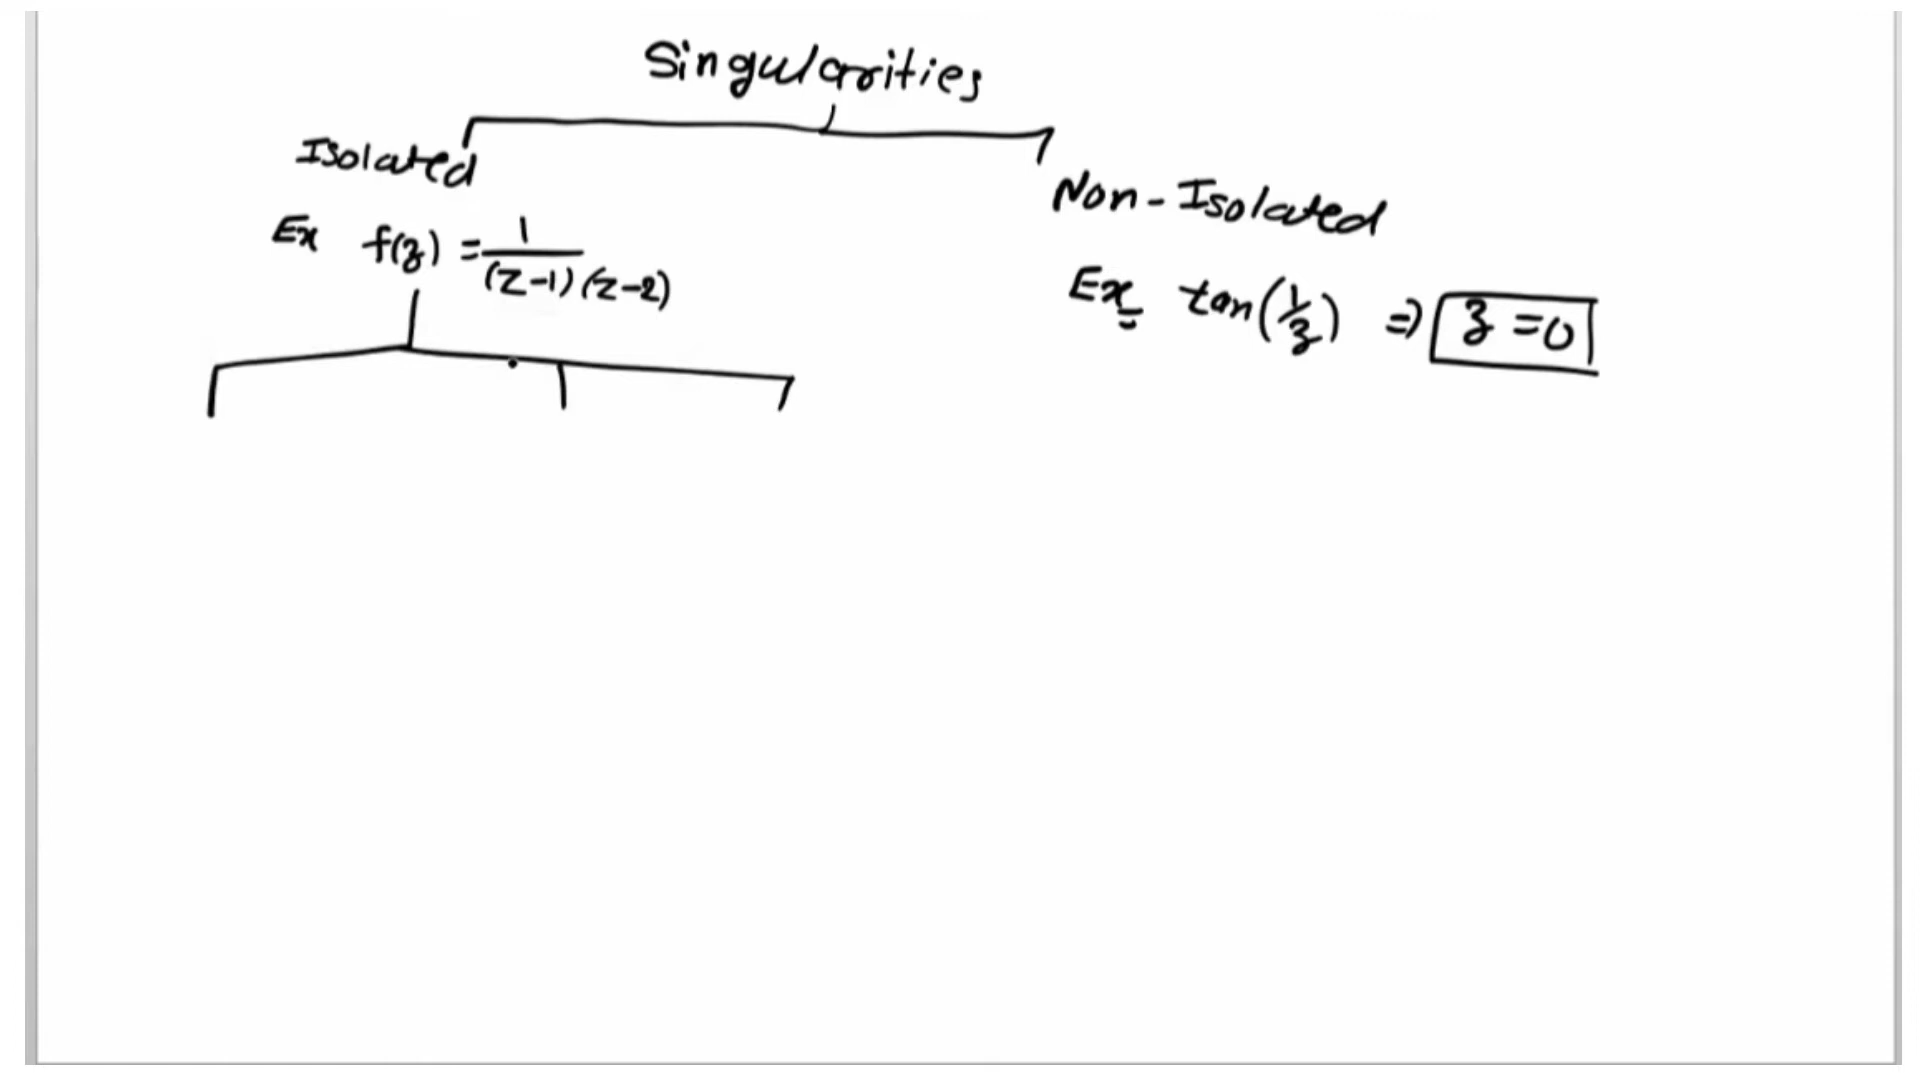 Singularities
Isolated
Non-Isolated
Ex f(z) = 1/((z-1)(z-2))
Ex tan(1/z) ⇒ z=0